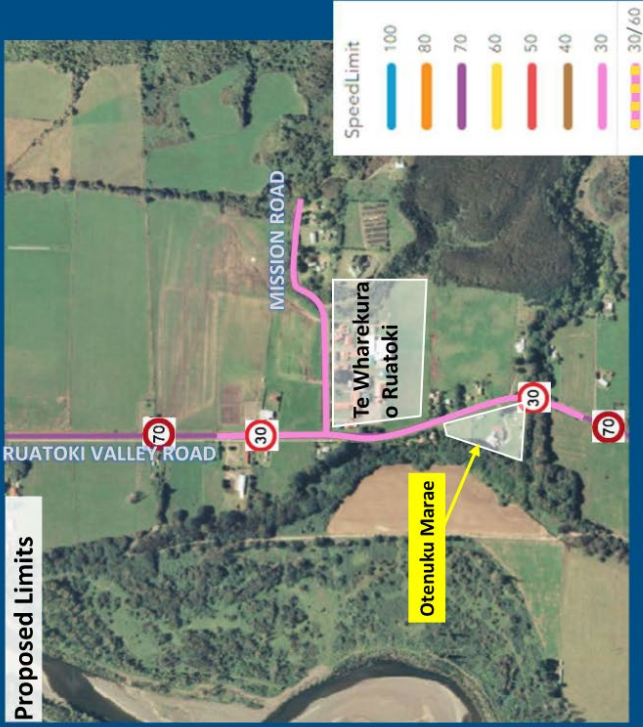 Proposed Limits
RUATOKI VALLEY ROAD
70
30
MISSION ROAD
Te Wharekura
o Ruatoki
Otenuku Marae
30
70
SpeedLimit
100
80
70
60
50
40
30
30/60